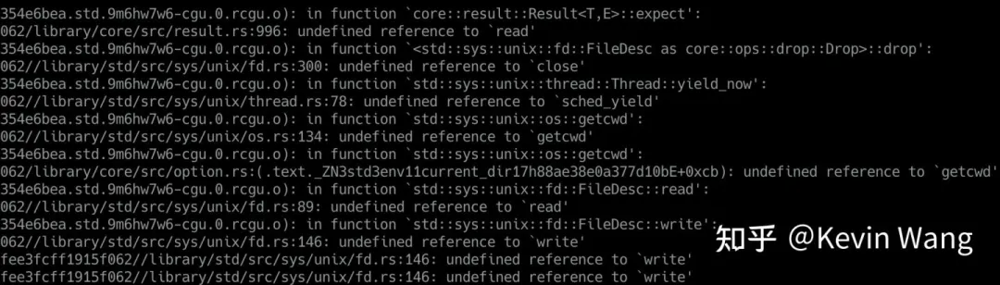 354e6bea.std.9m6hw7w6-cgu.0.rcgu.o): in function `core::result::Result<T,E>::expect':
062/library/core/src/result.rs:996: undefined reference to `read'
354e6bea.std.9m6hw7w6-cgu.0.rcgu.o): in function `<std::sys::unix::fd::FileDesc as core::ops::drop::Drop>::drop':
062//library/std/src/sys/unix/fd.rs:300: undefined reference to `close'
354e6bea.std.9m6hw7w6-cgu.0.rcgu.o): in function `std::sys::unix::thread::Thread::yield_now':
062//library/std/src/sys/unix/thread.rs:78: undefined reference to `sched_yield'
354e6bea.std.9m6hw7w6-cgu.0.rcgu.o): in function `std::sys::unix::os::getcwd':
062//library/std/src/sys/unix/os.rs:134: undefined reference to `getcwd'
354e6bea.std.9m6hw7w6-cgu.0.rcgu.o): in function `std::sys::unix::os::getcwd':
062/library/core/src/option.rs:(.text._ZN3std3env11current_dir17h88ae38e0a377d10bE+0xcb): undefined reference to `getcwd'
354e6bea.std.9m6hw7w6-cgu.0.rcgu.o): in function `std::sys::unix::fd::FileDesc::read':
062//library/std/src/sys/unix/fd.rs:89: undefined reference to `read'
354e6bea.std.9m6hw7w6-cgu.0.rcgu.o): in function `std::sys::unix::fd::FileDesc::write':
062//library/std/src/sys/unix/fd.rs:146: undefined reference to `write'
fee3fcff1915f062//library/std/src/sys/unix/fd.rs:146: undefined reference to `write'
fee3fcff1915f062//library/std/src/sys/unix/fd.rs:146: undefined reference to `write'
知乎 @Kevin Wang